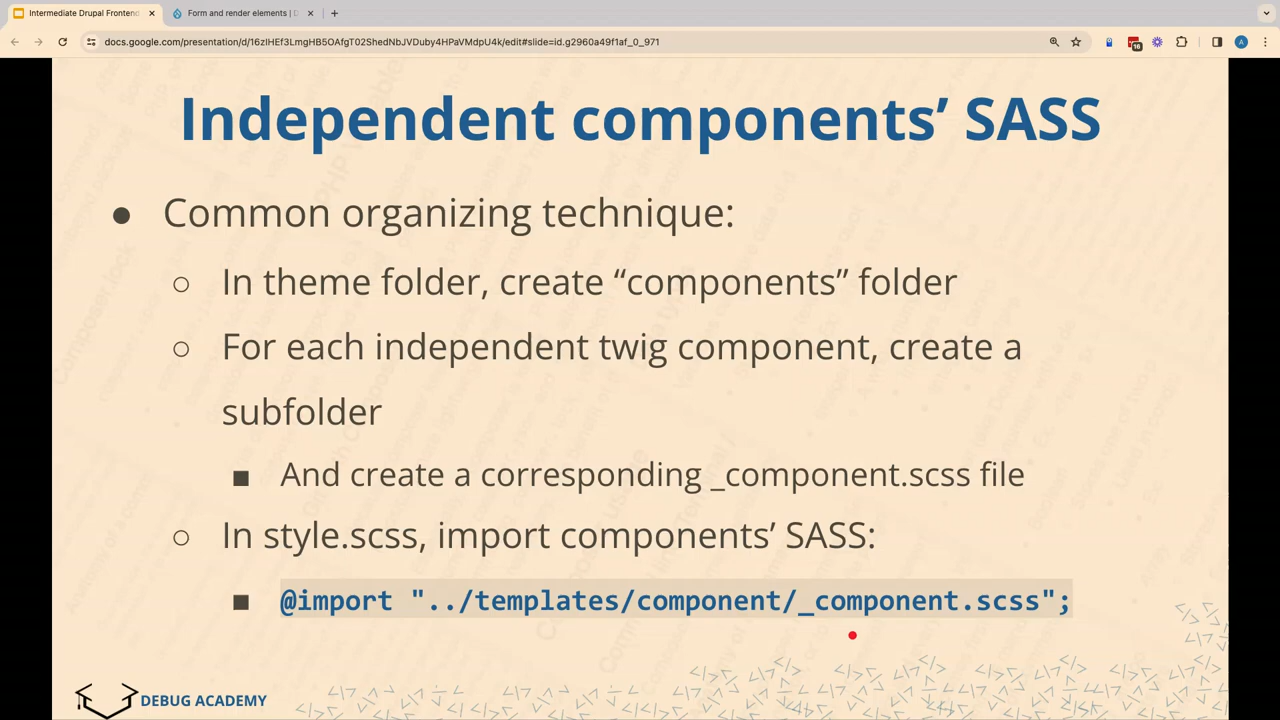 Intermediate Drupal Frontend
Form and render elements | D
docs.google.com/presentation/d/16zlHEf3LmgHB5OAfgT02ShedNbJVDuby4HPaVMdpU4k/edit#slide=id.g2960a49f1af_0_971
16
A
Independent components’ SASS
● Common organizing technique:
○ In theme folder, create “components” folder
○ For each independent twig component, create a
subfolder
■ And create a corresponding _component.scss file
○ In style.scss, import components’ SASS:
■ @import "../templates/component/_component.scss";
DEBUG ACADEMY